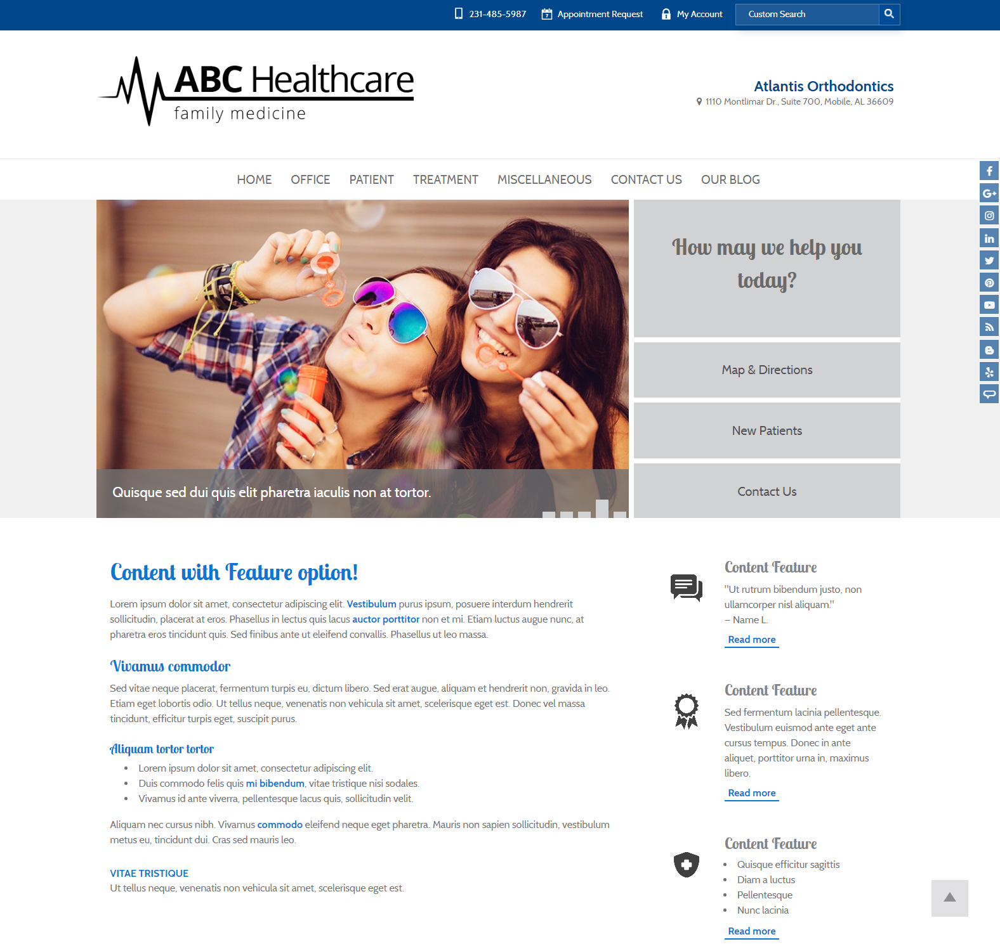 231-485-5987
Appointment Request
My Account
Custom Search
ABC Healthcare
family medicine
Atlantis Orthodontics
1110 Montlimar Dr., Suite 700, Mobile, AL 36609
HOME OFFICE PATIENT TREATMENT MISCELLANEOUS CONTACT US OUR BLOG
How may we help you
today?
Map & Directions
New Patients
Contact Us
Quisque sed dui quis elit pharetra iaculis non at tortor.
Content with Feature option!
Lorem ipsum dolor sit amet, consectetur adipiscing elit. Vestibulum purus ipsum, posuere interdum hendrerit
sollicitudin, placerat at eros. Phasellus in lectus quis lacus auctor porttitor non et mi. Etiam luctus augue nunc, at
pharetra eros tincidunt quis. Sed finibus ante ut eleifend convallis. Phasellus ut leo massa.
Vivamus commodor
Sed vitae neque placerat, fermentum turpis eu, dictum libero. Sed erat augue, aliquam et hendrerit non, gravida in leo.
Etiam eget lobortis odio. Ut tellus neque, venenatis non vehicula sit amet, scelerisque eget est. Donec vel massa
tincidunt, efficitur turpis eget, suscipit purus.
Aliquam tortor tortor
• Lorem ipsum dolor sit amet, consectetur adipiscing elit.
• Duis commodo felis quis mi bibendum, vitae tristique nisi sodales.
• Vivamus id ante viverra, pellentesque lacus quis, sollicitudin velit.
Aliquam nec cursus nibh. Vivamus commodo eleifend neque eget pharetra. Mauris non sapien sollicitudin, vestibulum
metus eu, tincidunt dui. Cras sed mauris leo.
VITAE TRISTIQUE
Ut tellus neque, venenatis non vehicula sit amet, scelerisque eget est.
Content Feature
"Ut rutrum bibendum justo, non
ullamcorper nisl aliquam."
– Name L.
Read more
Content Feature
Sed fermentum lacinia pellentesque.
Vestibulum euismod ante eget ante
cursus tempus. Donec in ante
aliquet, porttitor urna in, maximus
libero.
Read more
Content Feature
• Quisque efficitur sagittis
• Diam a luctus
• Pellentesque
• Nunc lacinia
Read more